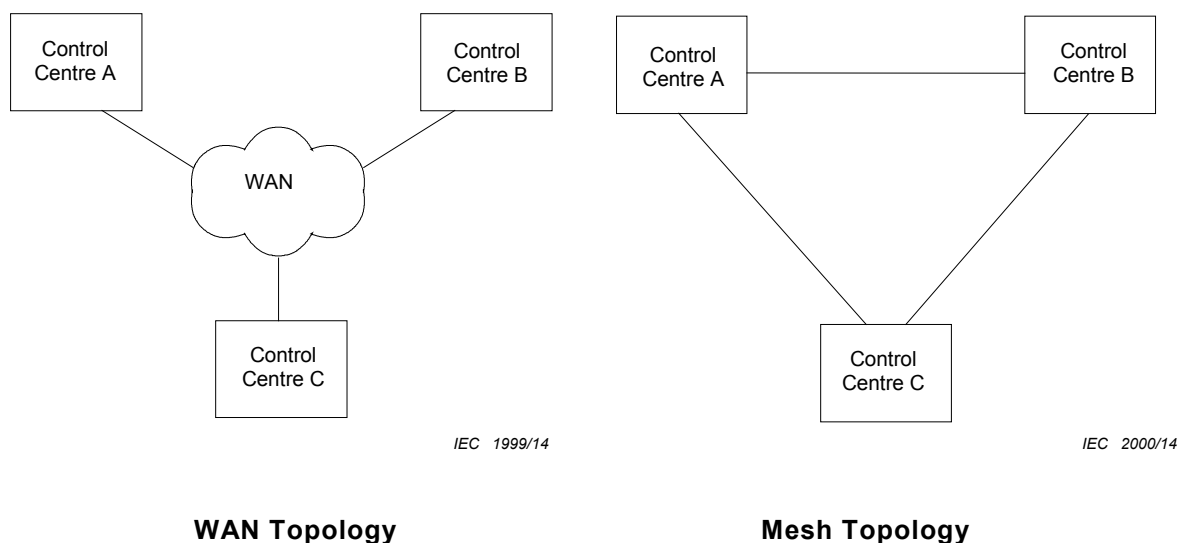 Control
Centre A
Control
Centre B
WAN
Control
Centre C
IEC 1999/14
WAN Topology
Control
Centre A
Control
Centre B
Control
Centre C
IEC 2000/14
Mesh Topology